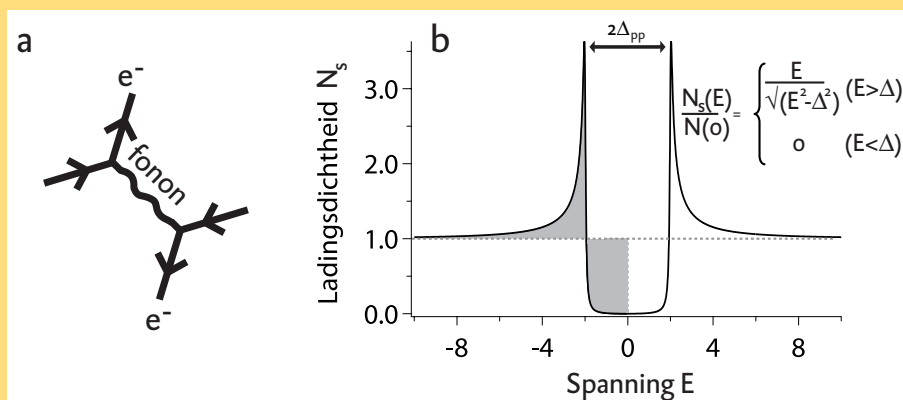 a
e⁻
fonon
e⁻
b
2Δpp
Ladingsdichtheid Nₛ
3.0
2.0
1.0
0.0
-8 -4 0 4 8
Spanning E
Nₛ(E)/N(o) = { E/√(E²-Δ²) (E>Δ)
o (E<Δ)